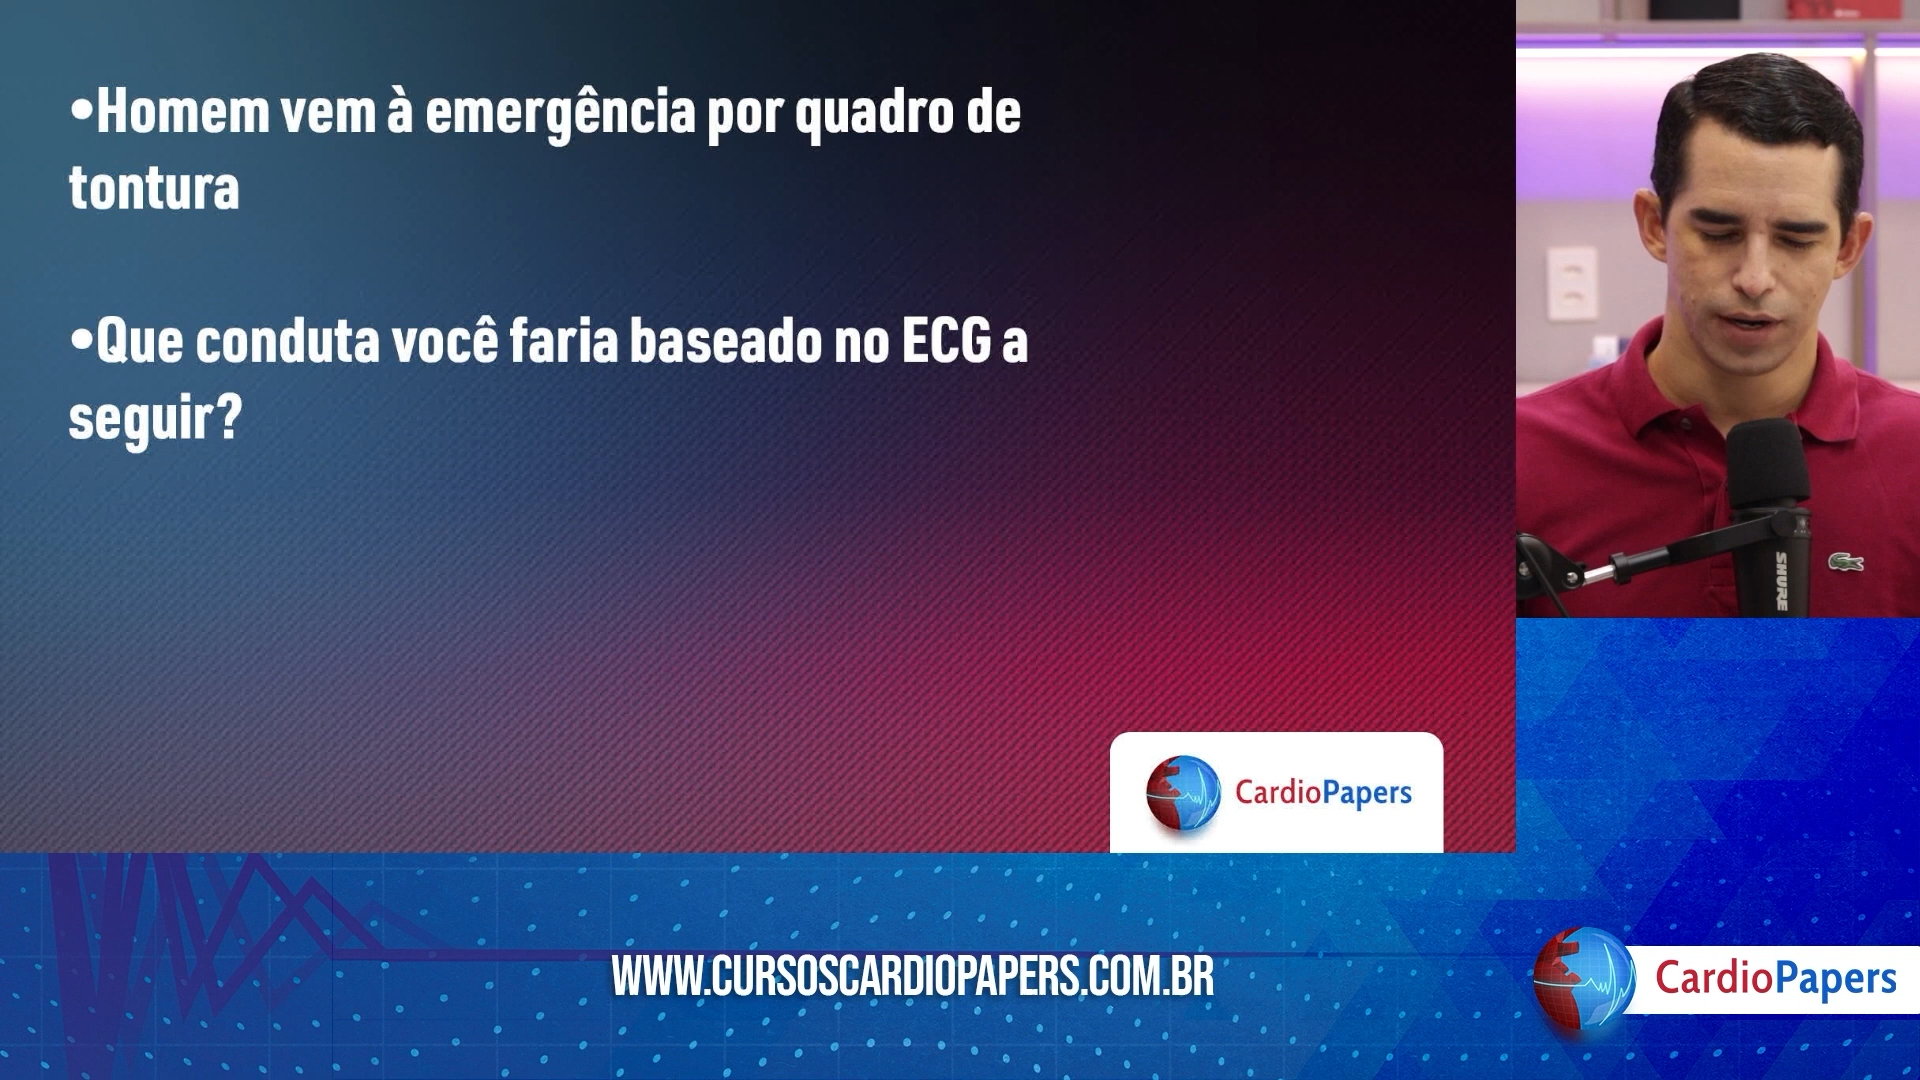 •Homem vem à emergência por quadro de
tontura
•Que conduta você faria baseado no ECG a
seguir?
SHURE
CardioPapers
WWW.CURSOSCARDIOPAPERS.COM.BR
CardioPapers